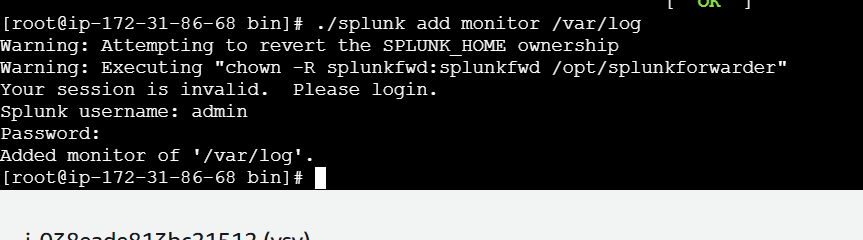 [ OK ]
[root@ip-172-31-86-68 bin]# ./splunk add monitor /var/log
Warning: Attempting to revert the SPLUNK_HOME ownership
Warning: Executing "chown -R splunkfwd:splunkfwd /opt/splunkforwarder"
Your session is invalid.  Please login.
Splunk username: admin
Password:
Added monitor of '/var/log'.
[root@ip-172-31-86-68 bin]#